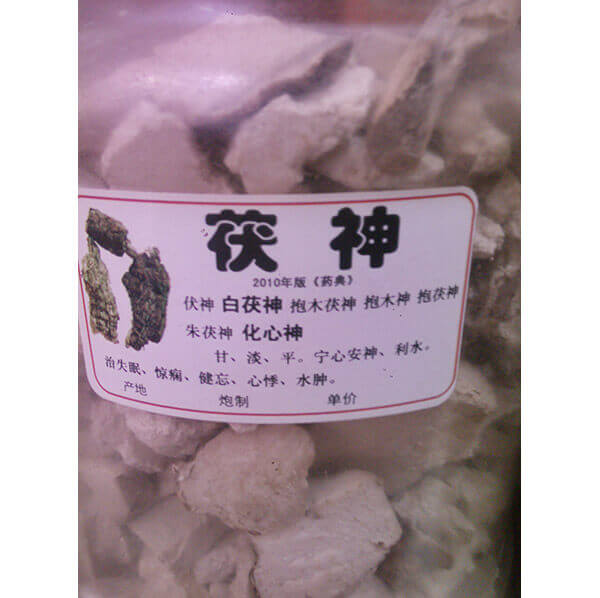 茯神
2010年版《药典》
伏神 白茯神 抱木茯神 抱木神 抱茯神
朱茯神 化心神
甘、淡、平。宁心安神、利水。
治失眠、惊痫、健忘、心悸、水肿。
产地 炮制 单价